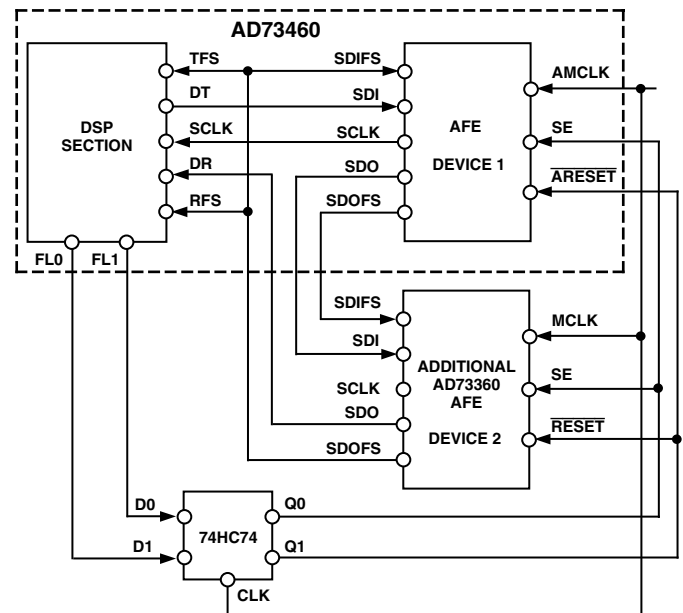 AD73460
TFS
SDIFS
DT
SDI
AMCLK
DSP
SECTION
SCLK
SCLK
AFE
DEVICE 1
SE
DR
SDO
ARESET
RFS
SDOFS
FL0
FL1
SDIFS
MCLK
SDI
ADDITIONAL
AD73360
AFE
DEVICE 2
SCLK
SE
SDO
RESET
SDOFS
D0
Q0
74HC74
D1
Q1
CLK